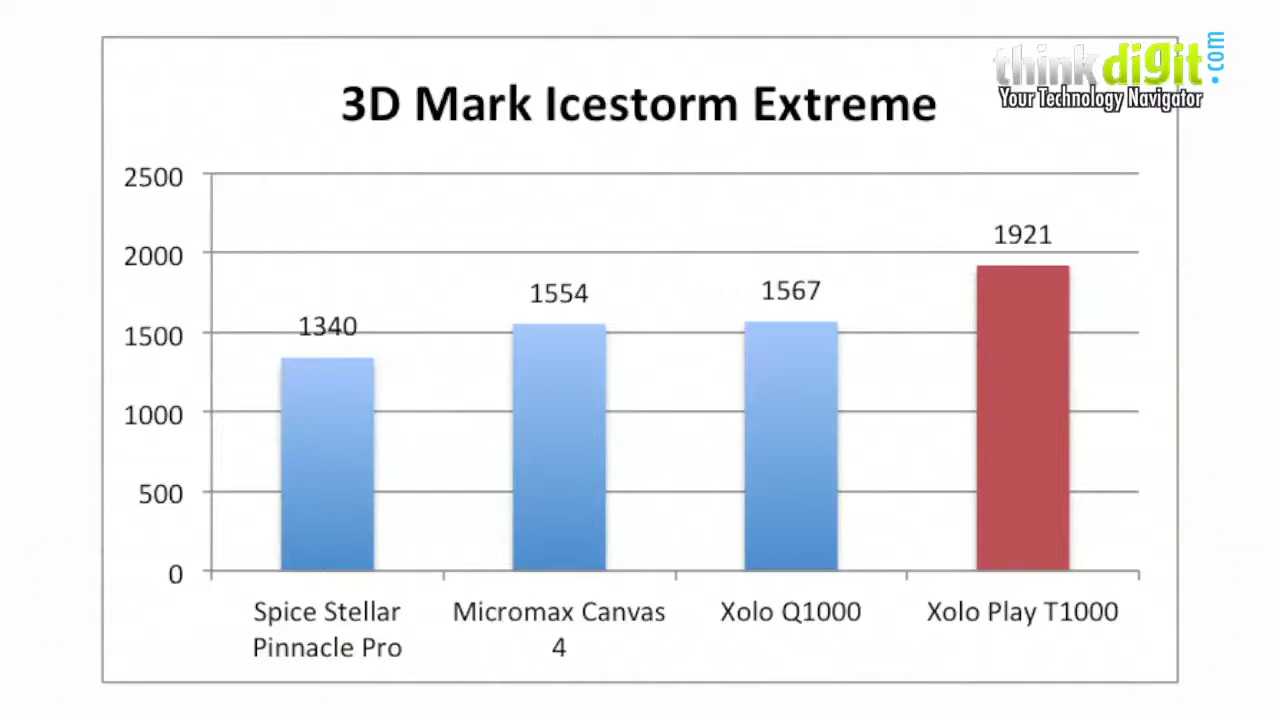 thinkdigit.com
Your Technology Navigator
3D Mark Icestorm Extreme
2500
2000
1500
1000
500
0
1340
1554
1567
1921
Spice Stellar
Pinnacle Pro
Micromax Canvas
4
Xolo Q1000
Xolo Play T1000